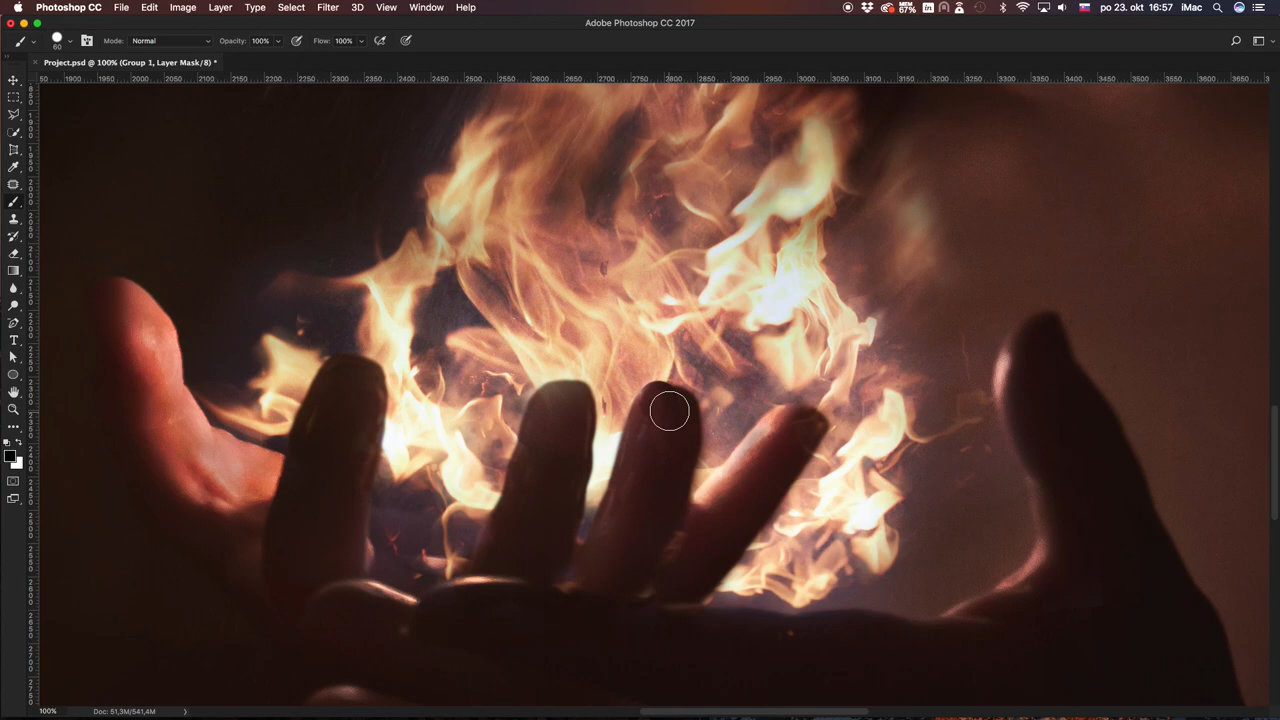 Photoshop CC File Edit Image Layer Type Select Filter 3D View Window Help MEM 67% po 23. okt 16:57 iMac
Adobe Photoshop CC 2017
60 Mode: Normal Opacity: 100% Flow: 100%
Project.psd @ 100% (Group 1, Layer Mask/8) *
50 1900 1950 2000 2050 2100 2150 2200 2250 2300 2350 2400 2450 2500 2550 2600 2650 2700 2750 2800 2850 2900 2950 3000 3050 3100 3150 3200 3250 3300 3350 3400 3450 3500 3550 3600 3650 3
100% Doc: 51,3M/541,4M